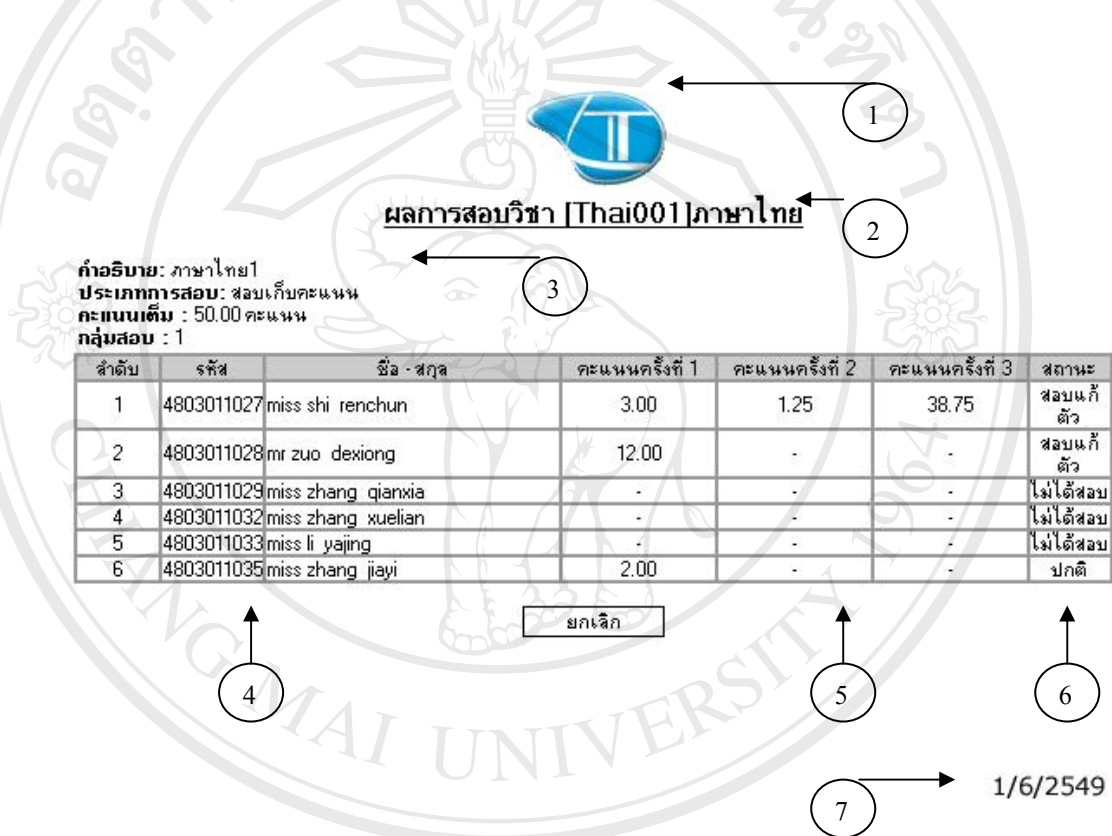 1
ผลการสอบวิชา [Thai001]ภาษาไทย
2
3
คำอธิบาย: ภาษาไทย1
ประเภทการสอบ: สอบเก็บคะแนน
คะแนนเต็ม : 50.00 คะแนน
กลุ่มสอบ : 1
ลำดับ รหัส ชื่อ - สกุล คะแนนครั้งที่ 1 คะแนนครั้งที่ 2 คะแนนครั้งที่ 3 สถานะ
1 4803011027 miss shi renchun 3.00 1.25 38.75 สอบแก้
ตัว
2 4803011028 mr zuo dexiong 12.00 - - สอบแก้
ตัว
3 4803011029 miss zhang qianxia - - - ไม่ได้สอบ
4 4803011032 miss zhang xuelian - - - ไม่ได้สอบ
5 4803011033 miss li yajing - - - ไม่ได้สอบ
6 4803011035 miss zhang jiayi 2.00 - - ปกติ
ยกเลิก
4 5 6
7 1/6/2549
CHIANG MAI UNIVERSITY 1964